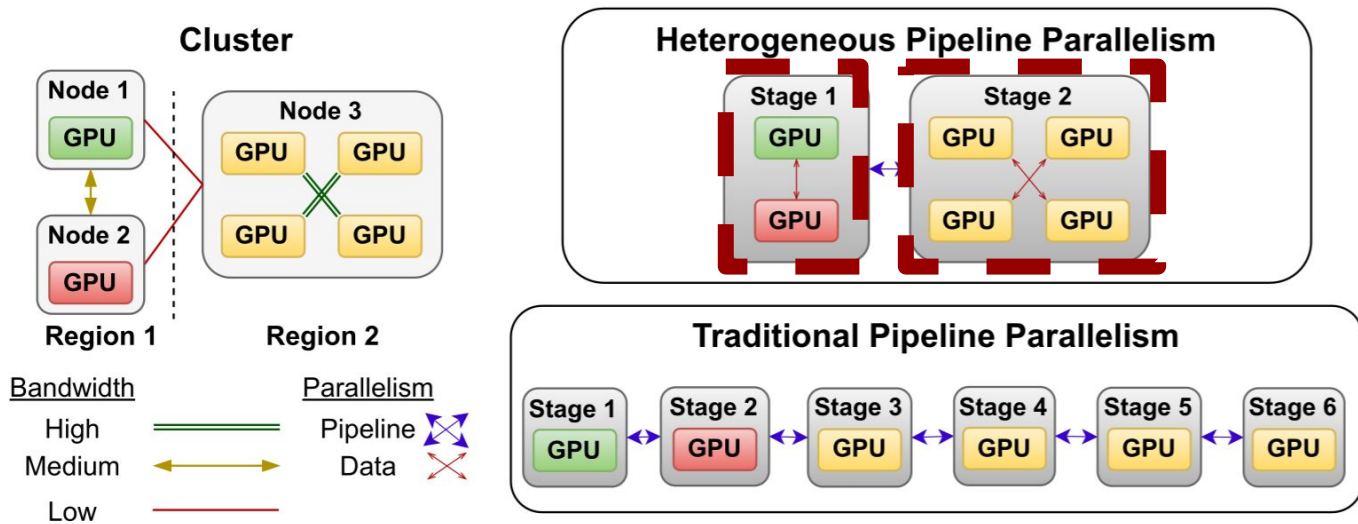 Cluster
Node 1
GPU
Node 2
GPU
Node 3
GPU GPU
GPU GPU
Region 1
Region 2
Bandwidth
High
Medium
Low
Parallelism
Pipeline
Data
Heterogeneous Pipeline Parallelism
Stage 1
GPU
GPU
Stage 2
GPU GPU
GPU GPU
Traditional Pipeline Parallelism
Stage 1 Stage 2 Stage 3 Stage 4 Stage 5 Stage 6
GPU GPU GPU GPU GPU GPU